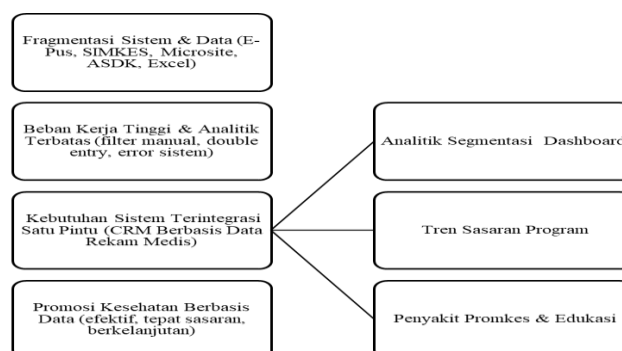 Fragmentasi Sistem & Data (E-
Pus, SIMKES, Microsite,
ASDK, Excel)
Beban Kerja Tinggi & Analitik
Terbatas (filter manual, double
entry, error sistem)
Kebutuhan Sistem Terintegrasi
Satu Pintu (CRM Berbasis Data
Rekam Medis)
Promosi Kesehatan Berbasis
Data (efektif, tepat sasaran,
berkelanjutan)
Analitik Segmentasi Dashboard
Tren Sasaran Program
Penyakit Promkes & Edukasi